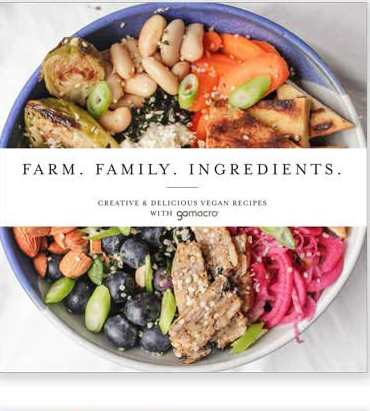 FARM. FAMILY. INGREDIENTS.
CREATIVE & DELICIOUS VEGAN RECIPES
WITH gomacro